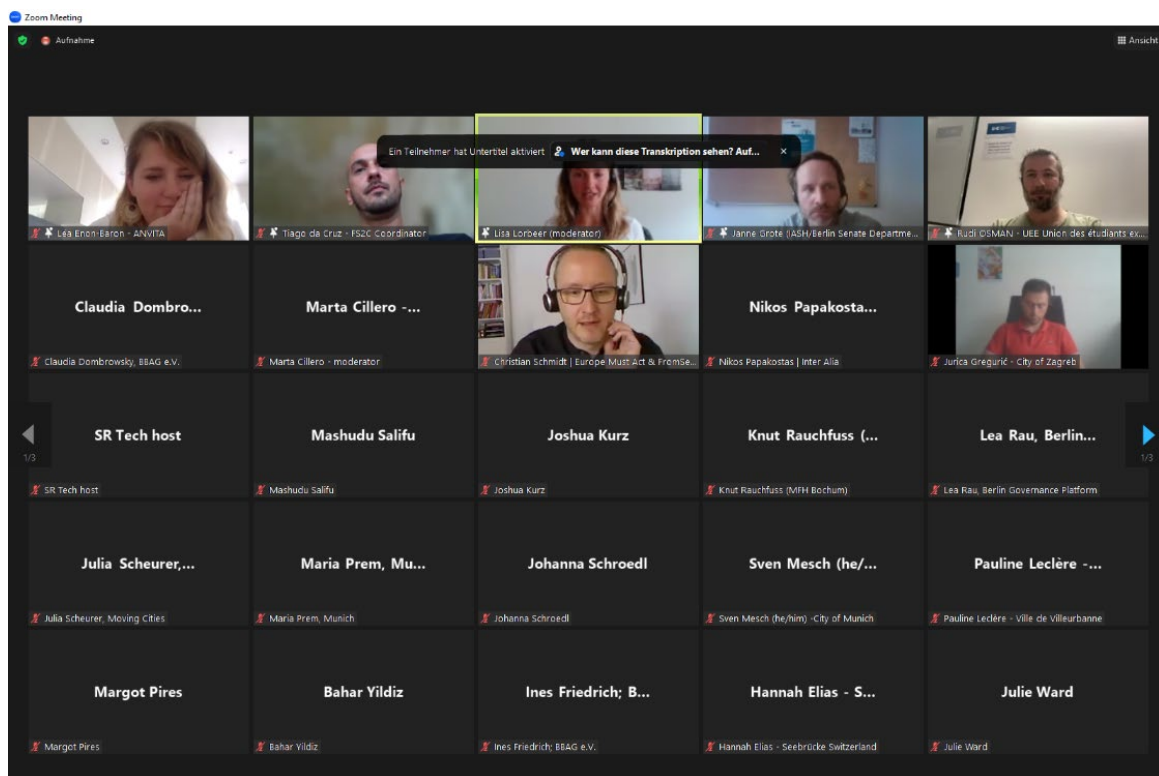 Zoom Meeting
Aufnahme
Ansicht
Ein Teilnehmer hat Untertitel aktiviert Wer kann diese Transkription sehen? Auf... ×
Léa Enon-Baron - ANVITA
Tiago da Cruz - FSZC Coordinator
Lisa Lorbeer (moderator)
Janne Grote (IASH/Berlin Senate Departme...
Rudi OSMAN - UEE Union des étudiants ex...
Claudia Dombro...
Marta Cillero -...
Nikos Papakosta...
Claudia Dombrowsky, BBAG e.V.
Marta Cillero - moderator
Christian Schmidt | Europe Must Act & FromSe...
Nikos Papakostas | Inter Alia
Jurica Gregurić - City of Zagreb
SR Tech host
Mashudu Salifu
Joshua Kurz
Knut Rauchfuss (...
Lea Rau, Berlin...
1/3
1/3
SR Tech host
Mashudu Salifu
Joshua Kurz
Knut Rauchfuss (MFH Bochum)
Lea Rau, Berlin Governance Platform
Julia Scheurer,...
Maria Prem, Mu...
Johanna Schroedl
Sven Mesch (he/...
Pauline Leclère -...
Julia Scheurer, Moving Cities
Maria Prem, Munich
Johanna Schroedl
Sven Mesch (he/him) -City of Munich
Pauline Leclère - Ville de Villeurbanne
Margot Pires
Bahar Yildiz
Ines Friedrich; B...
Hannah Elias - S...
Julie Ward
Margot Pires
Bahar Yildiz
Ines Friedrich; BBAG e.V.
Hannah Elias - Seebrücke Switzerland
Julie Ward